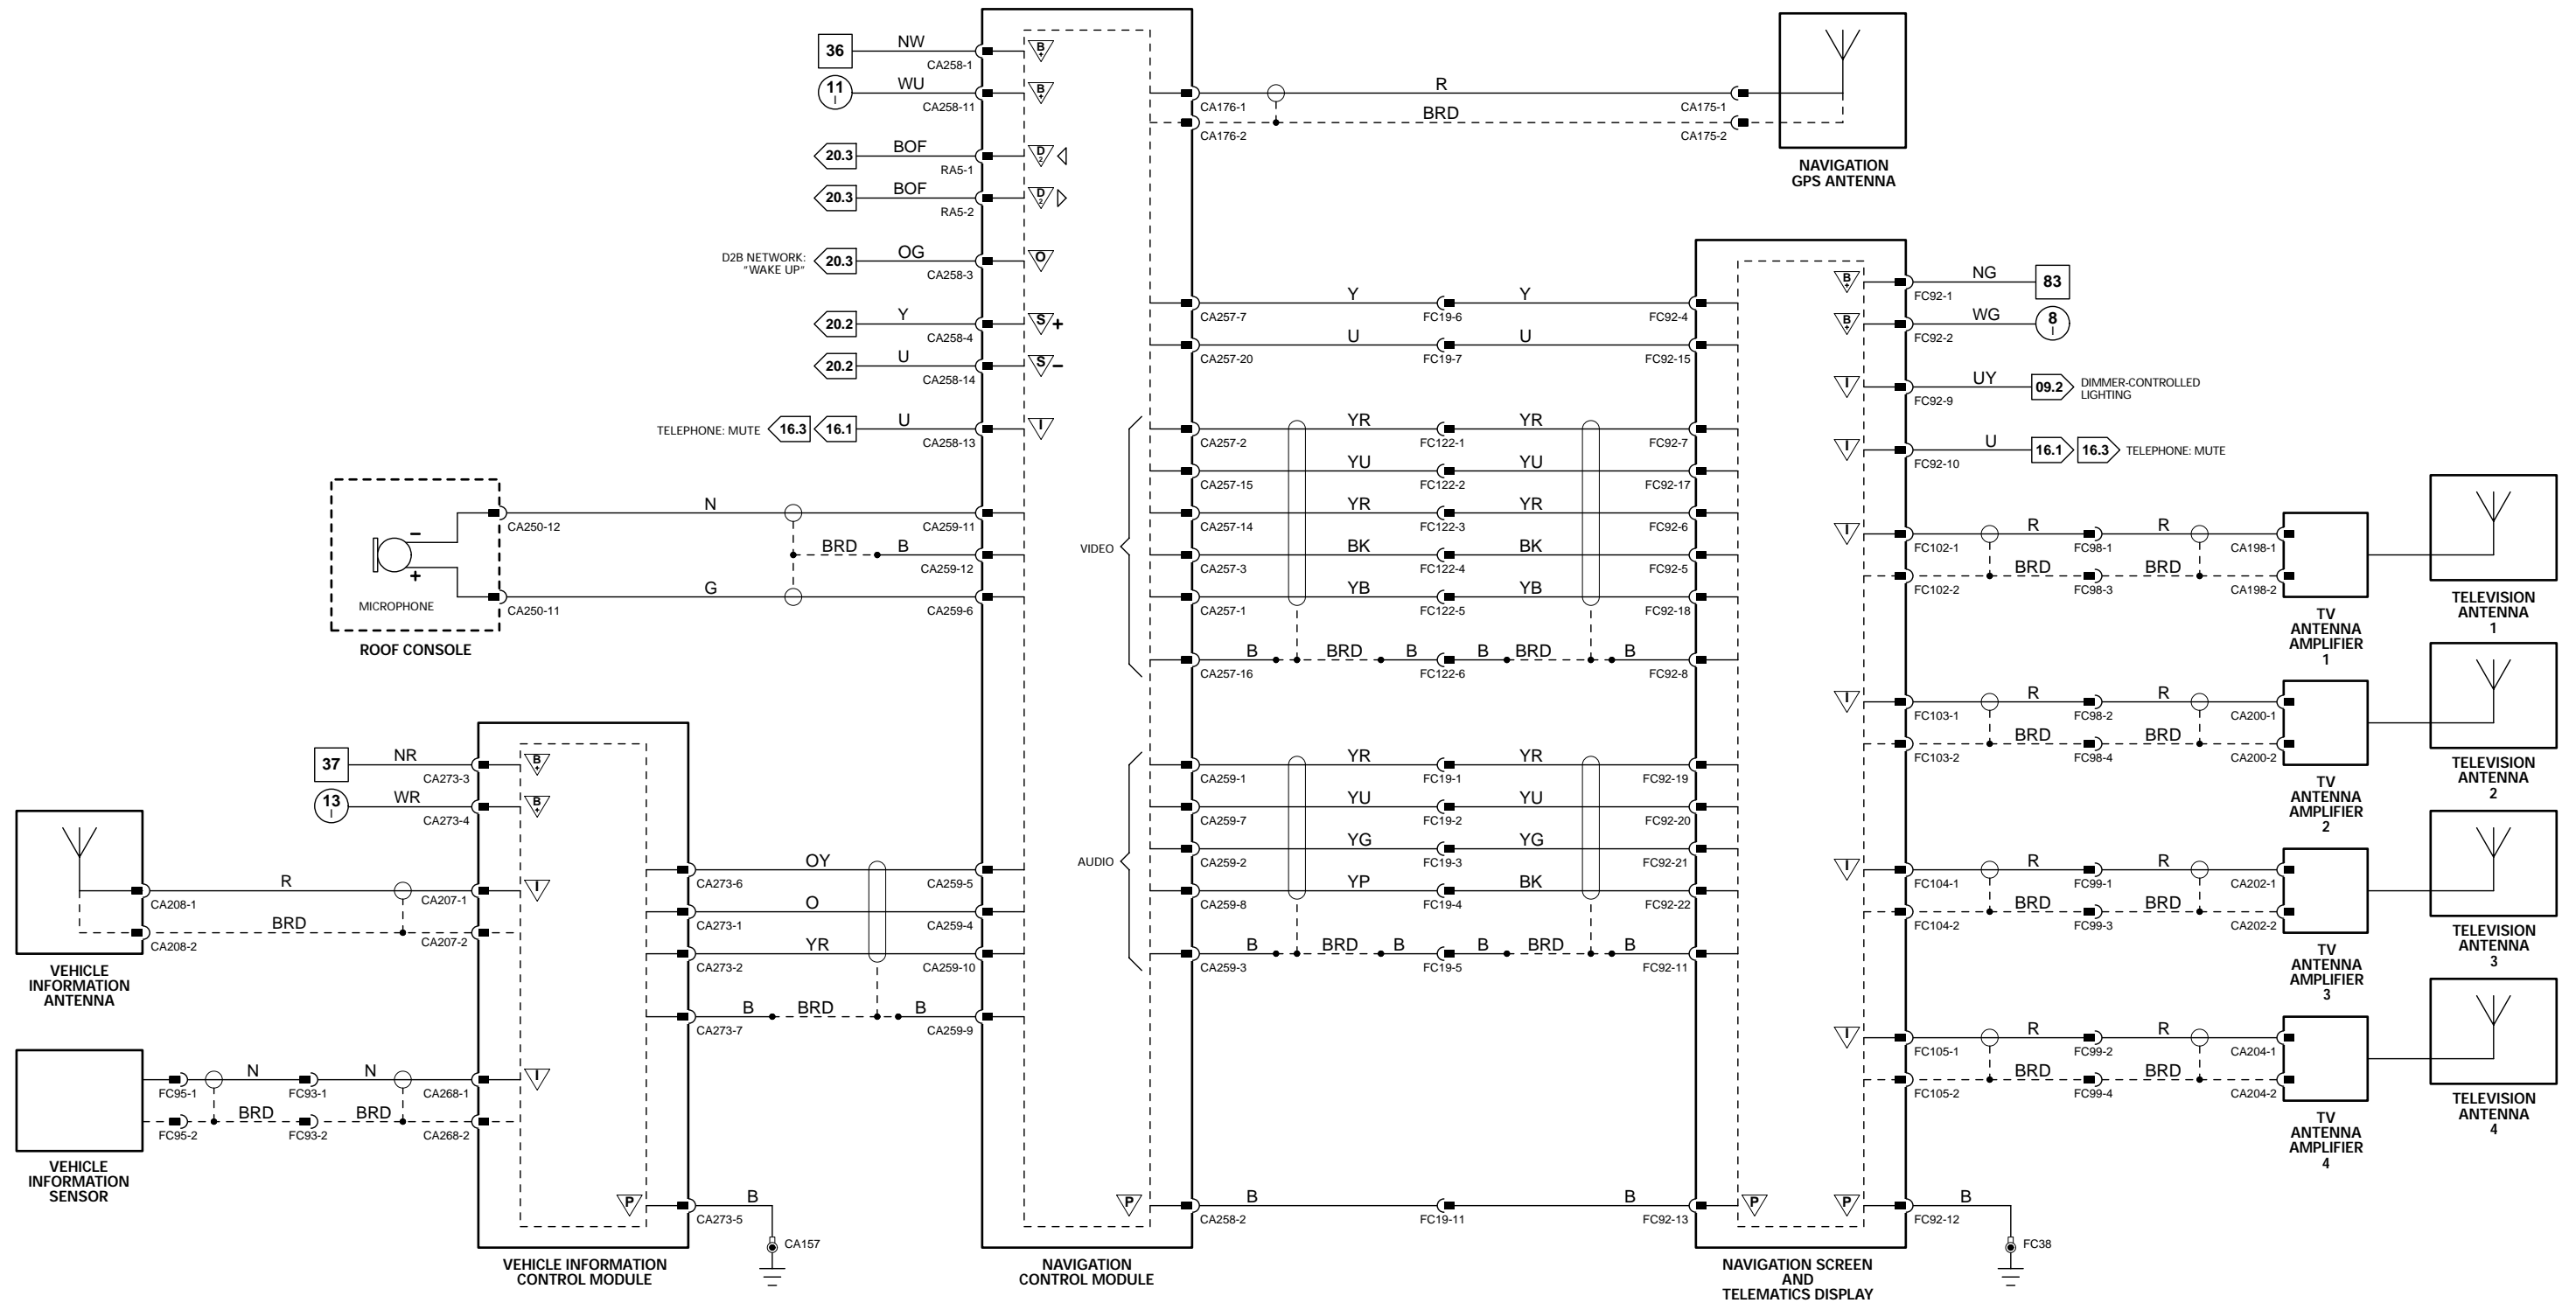 36
NW
CA258-1
11
I
WU
CA258-11
20.3
BOF
RA5-1
20.3
BOF
RA5-2
D2B NETWORK:
"WAKE UP"
20.3
OG
CA258-3
20.2
Y
CA258-4
20.2
U
CA258-14
TELEPHONE: MUTE
16.3
16.1
U
CA258-13
B
+
B
+
D
2
D
2
O
S
+
S
–
I
MICROPHONE
–
+
ROOF CONSOLE
CA250-12
N
CA259-11
BRD
B
CA259-12
CA250-11
G
CA259-6
37
NR
CA273-3
13
I
WR
CA273-4
B
+
B
+
I
I
P
VEHICLE
INFORMATION
ANTENNA
CA208-1
R
CA207-1
CA208-2
BRD
CA207-2
VEHICLE
INFORMATION
SENSOR
FC95-1
N
FC93-1
N
CA268-1
FC95-2
BRD
FC93-2
BRD
CA268-2
CA273-6
OY
CA259-5
CA273-1
O
CA259-4
CA273-2
YR
CA259-10
CA273-7
B
BRD
B
CA259-9
CA273-5
B
CA157
VEHICLE INFORMATION
CONTROL MODULE
P
NAVIGATION
CONTROL MODULE
CA176-1
R
CA175-1
CA176-2
BRD
CA175-2
NAVIGATION
GPS ANTENNA
CA257-7
Y
FC19-6
Y
FC92-4
CA257-20
U
FC19-7
U
FC92-15
VIDEO
CA257-2
YR
FC122-1
YR
FC92-7
CA257-15
YU
FC122-2
YU
FC92-17
CA257-14
YR
FC122-3
YR
FC92-6
CA257-3
BK
FC122-4
BK
FC92-5
CA257-1
YB
FC122-5
YB
FC92-18
CA257-16
B
BRD
B
FC122-6
B
BRD
B
FC92-8
AUDIO
CA259-1
YR
FC19-1
YR
FC92-19
CA259-7
YU
FC19-2
YU
FC92-20
CA259-2
YG
FC19-3
YG
FC92-21
CA259-8
YP
FC19-4
BK
FC92-22
CA259-3
B
BRD
B
FC19-5
B
BRD
B
FC92-11
CA258-2
B
FC19-11
B
FC92-13
P
P
NAVIGATION SCREEN
AND
TELEMATICS DISPLAY
B
+
FC92-1
NG
83
B
+
FC92-2
WG
8
I
I
FC92-9
UY
09.2
DIMMER-CONTROLLED
LIGHTING
I
FC92-10
U
16.1
16.3
TELEPHONE: MUTE
I
FC102-1
R
FC98-1
R
CA198-1
FC102-2
BRD
FC98-3
BRD
CA198-2
TV
ANTENNA
AMPLIFIER
1
TELEVISION
ANTENNA
1
I
FC103-1
R
FC98-2
R
CA200-1
FC103-2
BRD
FC98-4
BRD
CA200-2
TV
ANTENNA
AMPLIFIER
2
TELEVISION
ANTENNA
2
I
FC104-1
R
FC99-1
R
CA202-1
FC104-2
BRD
FC99-3
BRD
CA202-2
TV
ANTENNA
AMPLIFIER
3
TELEVISION
ANTENNA
3
I
FC105-1
R
FC99-2
R
CA204-1
FC105-2
BRD
FC99-4
BRD
CA204-2
TV
ANTENNA
AMPLIFIER
4
TELEVISION
ANTENNA
4
FC92-12
B
FC38